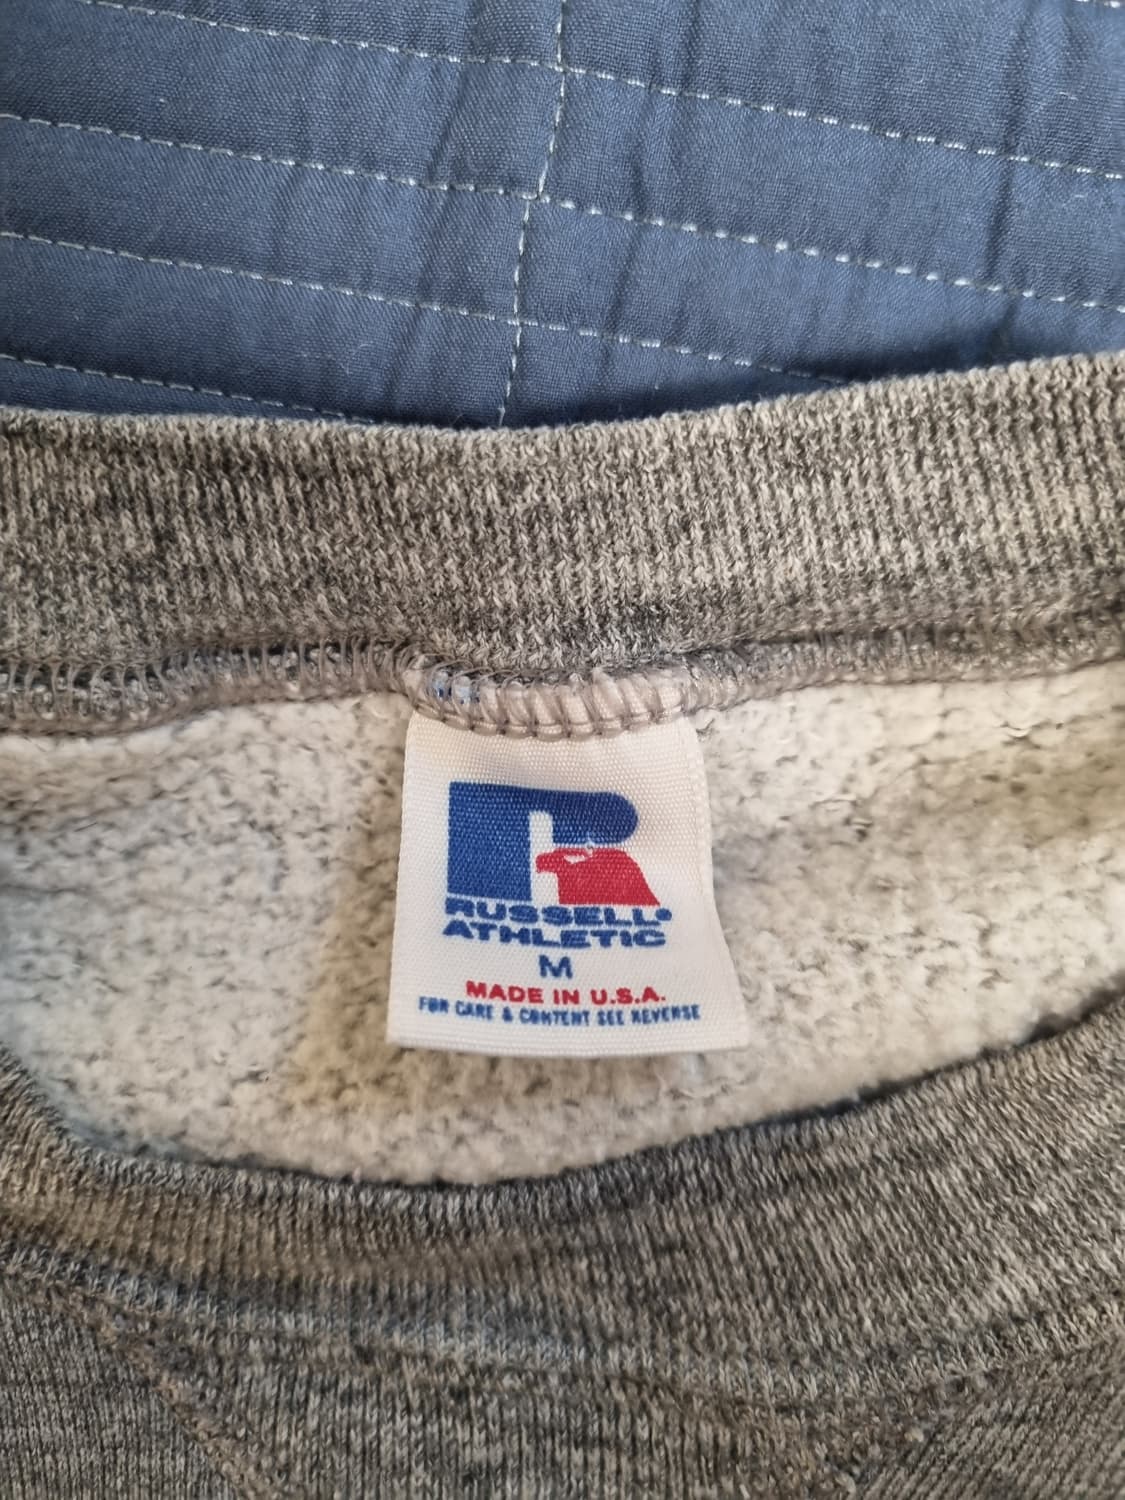 RUSSELL
ATHLETIC
M
MADE IN U.S.A.
FOR CARE & CONTENT SEE REVERSE